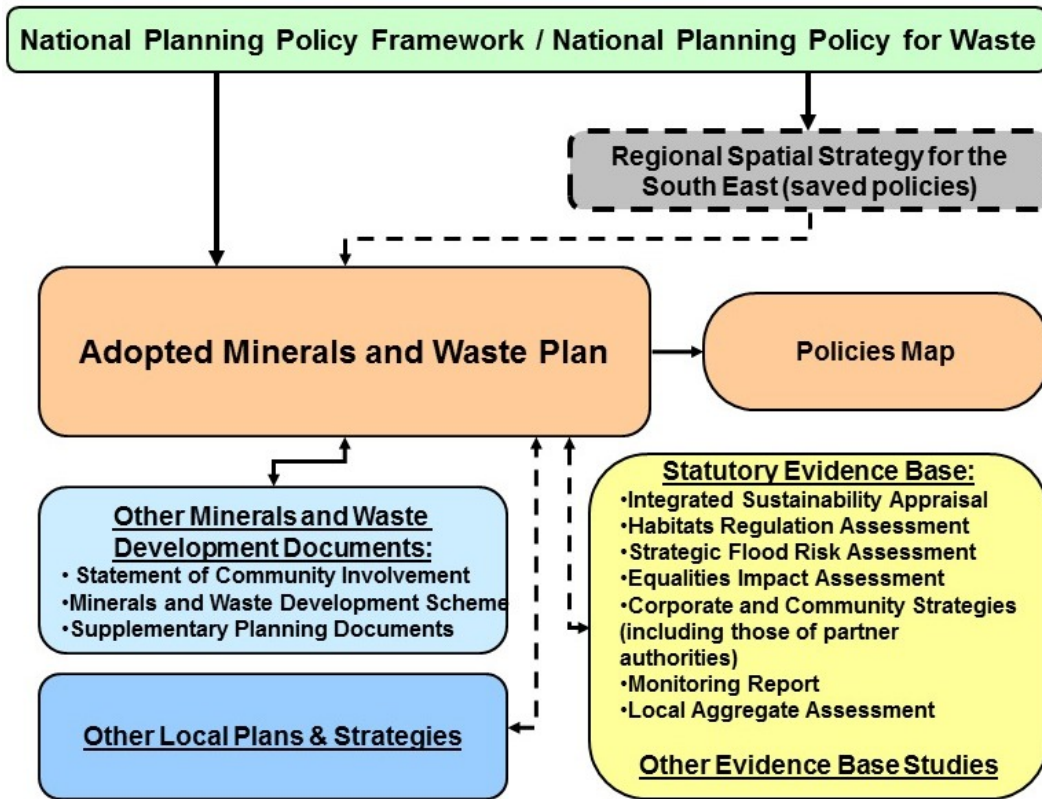 National Planning Policy Framework / National Planning Policy for Waste
Regional Spatial Strategy for the
South East (saved policies)
Adopted Minerals and Waste Plan
Policies Map
Other Minerals and Waste
Development Documents:
• Statement of Community Involvement
•Minerals and Waste Development Scheme
•Supplementary Planning Documents
Other Local Plans & Strategies
Statutory Evidence Base:
•Integrated Sustainability Appraisal
•Habitats Regulation Assessment
•Strategic Flood Risk Assessment
•Equalities Impact Assessment
•Corporate and Community Strategies
(including those of partner
authorities)
•Monitoring Report
•Local Aggregate Assessment
Other Evidence Base Studies